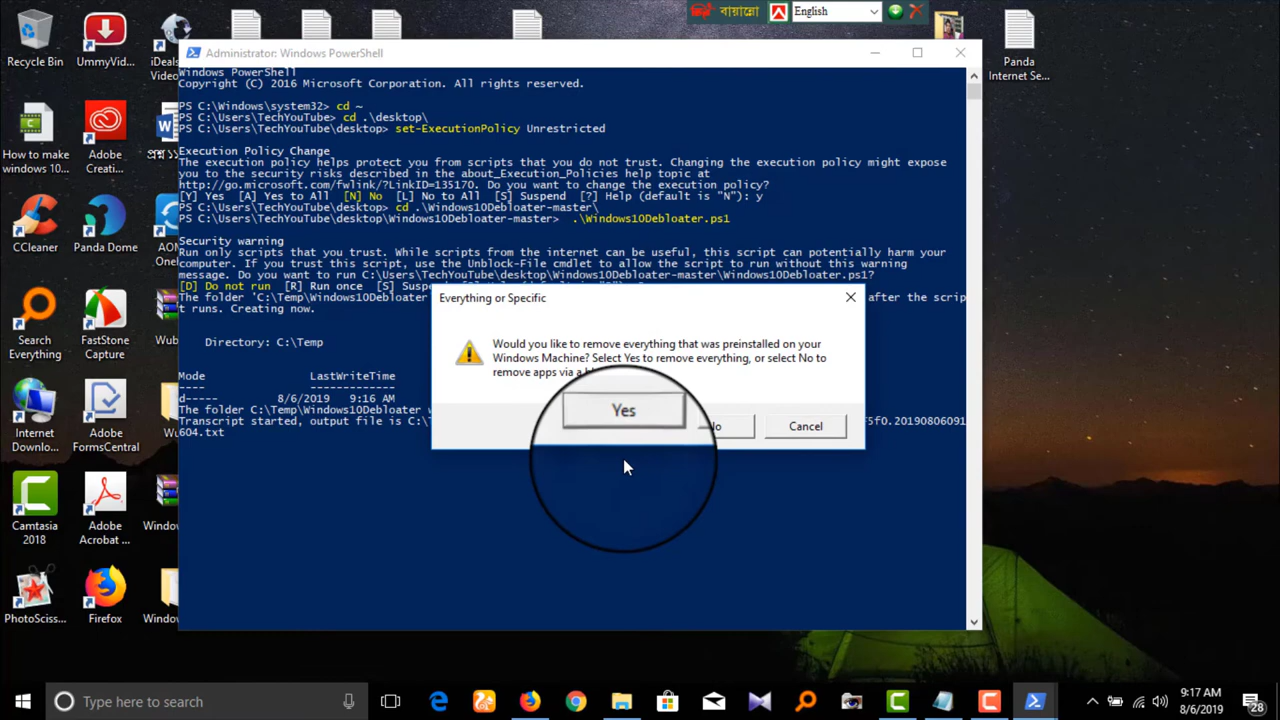 বায়ান্নো
English
Recycle Bin
UmmyVid...
iDeals
Video...
Panda
Internet Se...
How to make
windows 10...
Adobe
Creati...
CCleaner
Panda Dome
Search
Everything
FastStone
Capture
Internet
Downlo...
Adobe
FormsCentral
Camtasia
2018
Adobe
Acrobat ...
PhotoSciss...
Firefox
Administrator: Windows PowerShell
Windows PowerShell
Copyright (C) 2016 Microsoft Corporation. All rights reserved.
PS C:\Windows\system32> cd ~
PS C:\Users\TechYouTube> cd .\desktop\
PS C:\Users\TechYouTube\desktop> set-ExecutionPolicy Unrestricted
Execution Policy Change
The execution policy helps protect you from scripts that you do not trust. Changing the execution policy might expose
you to the security risks described in the about_Execution_Policies help topic at
http://go.microsoft.com/fwlink/?LinkID=135170. Do you want to change the execution policy?
[Y] Yes [A] Yes to All [N] No [L] No to All [S] Suspend [?] Help (default is "N"): y
PS C:\Users\TechYouTube\desktop> cd .\Windows10Debloater-master\
PS C:\Users\TechYouTube\desktop\Windows10Debloater-master> .\Windows10Debloater.ps1
Security warning
Run only scripts that you trust. While scripts from the internet can be useful, this script can potentially harm your
computer. If you trust this script, use the Unblock-File cmdlet to allow the script to run without this warning
message. Do you want to run C:\Users\TechYouTube\desktop\Windows10Debloater-master\Windows10Debloater.ps1?
[D] Do not run [R] Run once [S] Suspe
The folder 'C:\Temp\Windows10Debloater after the scrip
t runs. Creating now.
Directory: C:\Temp
Mode LastWriteTime
---- -------------
d----- 8/6/2019 9:16 AM
The folder C:\Temp\Windows10Debloater w
Transcript started, output file is C:\T 5f0.20190806091
604.txt
Everything or Specific
Would you like to remove everything that was preinstalled on your
Windows Machine? Select Yes to remove everything, or select No to
remove apps via a bl
Yes
Cancel
Type here to search
9:17 AM
8/6/2019
28